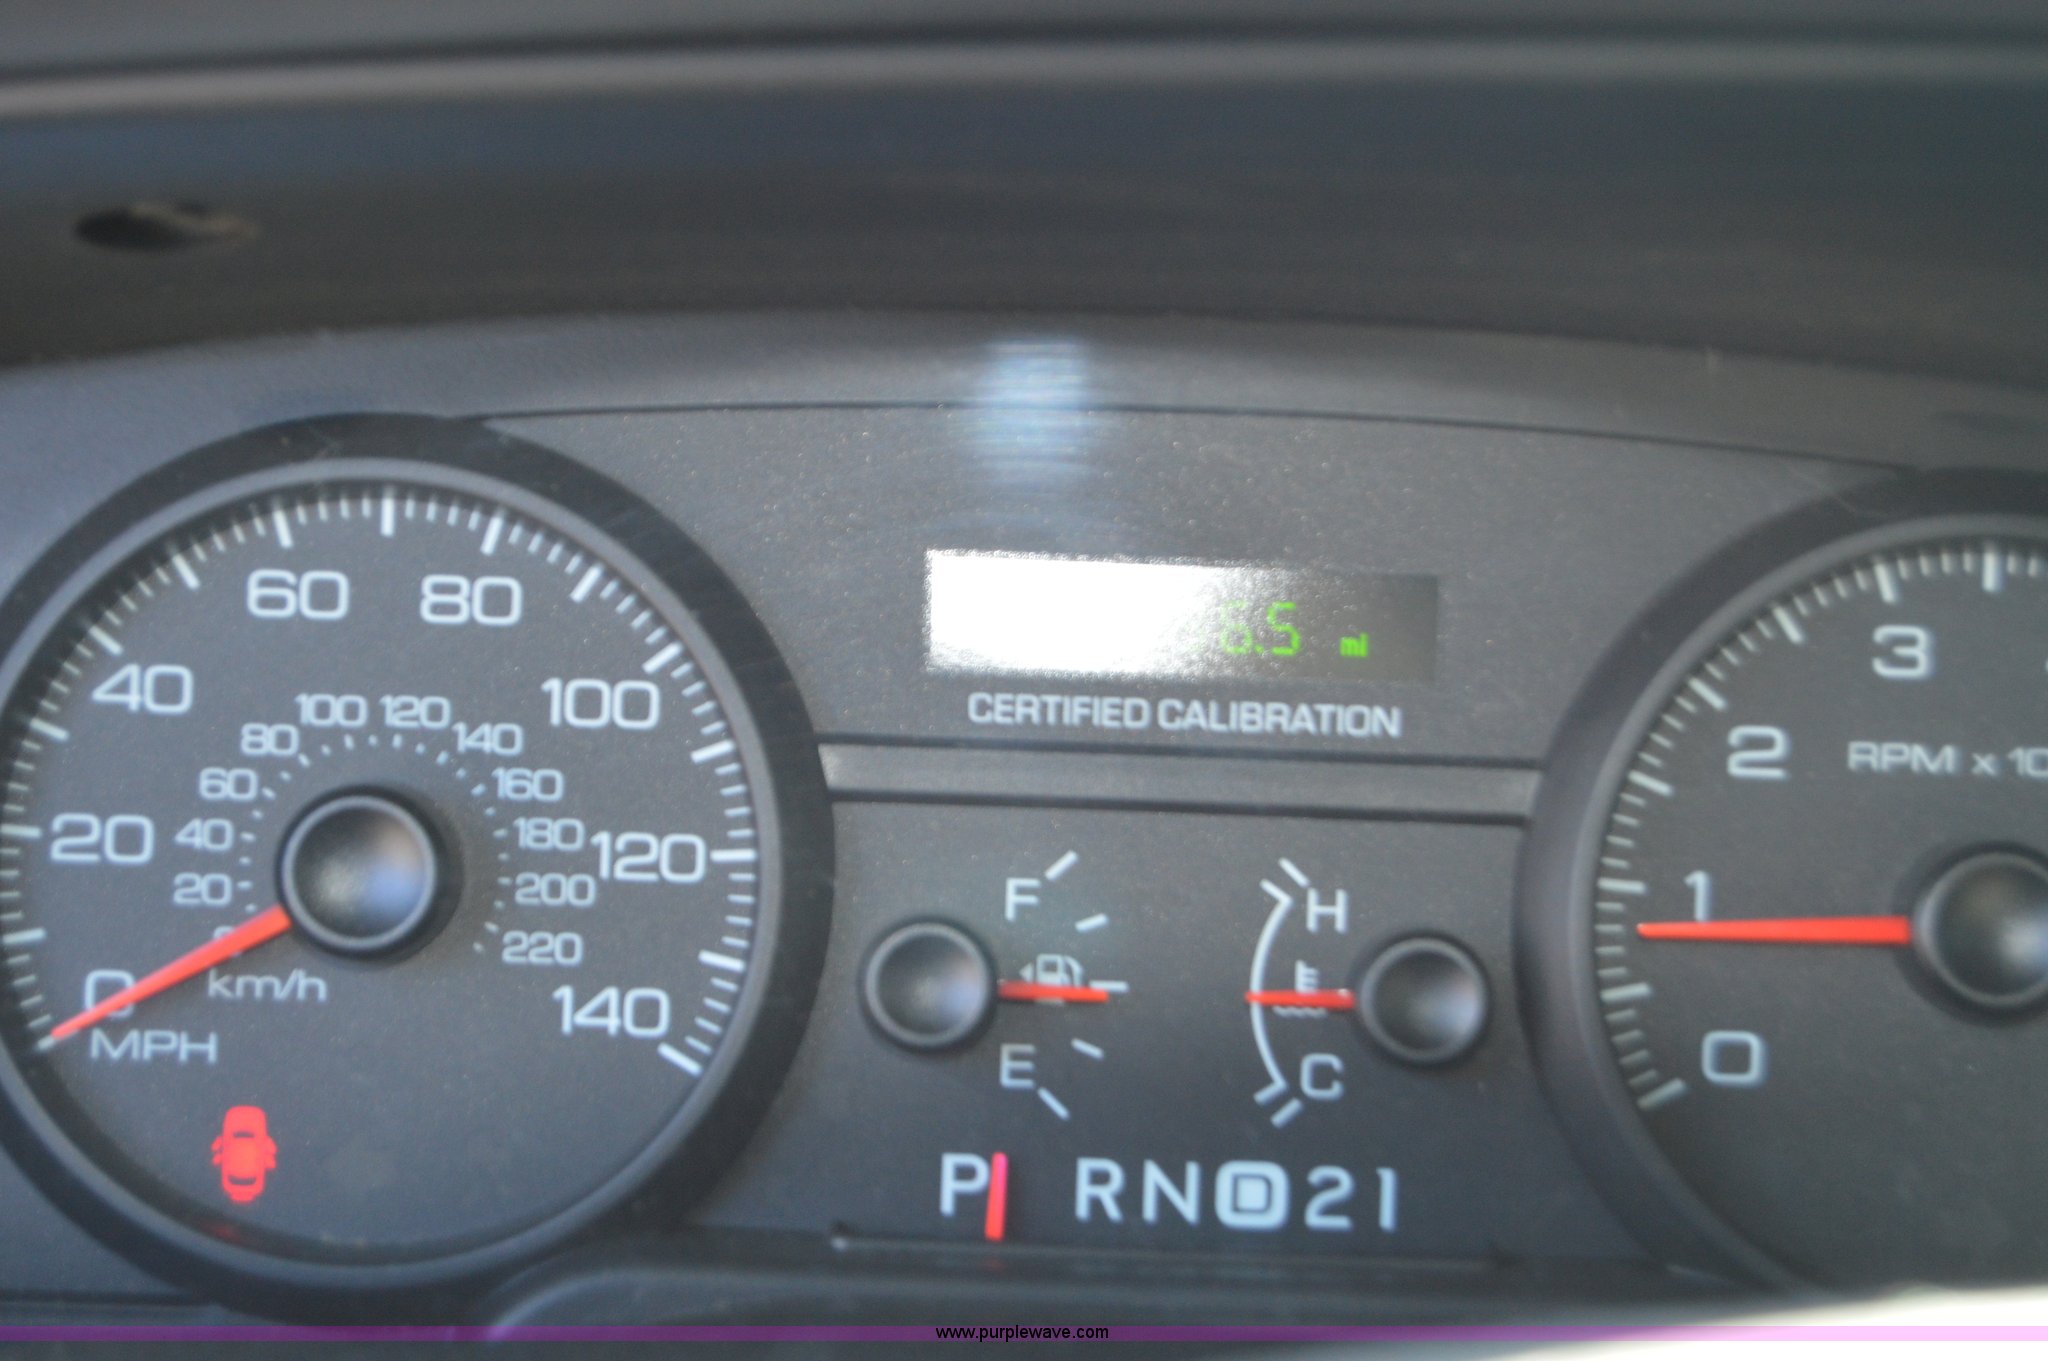 60 80
40 100
100 120
80 140
60 160
40 180
20 200
220
20 120
0 140
km/h
MPH
6.5 mi
CERTIFIED CALIBRATION
F
E
H
C
P R N D 2 1
3
2
RPM x 10
1
0
www.purplewave.com